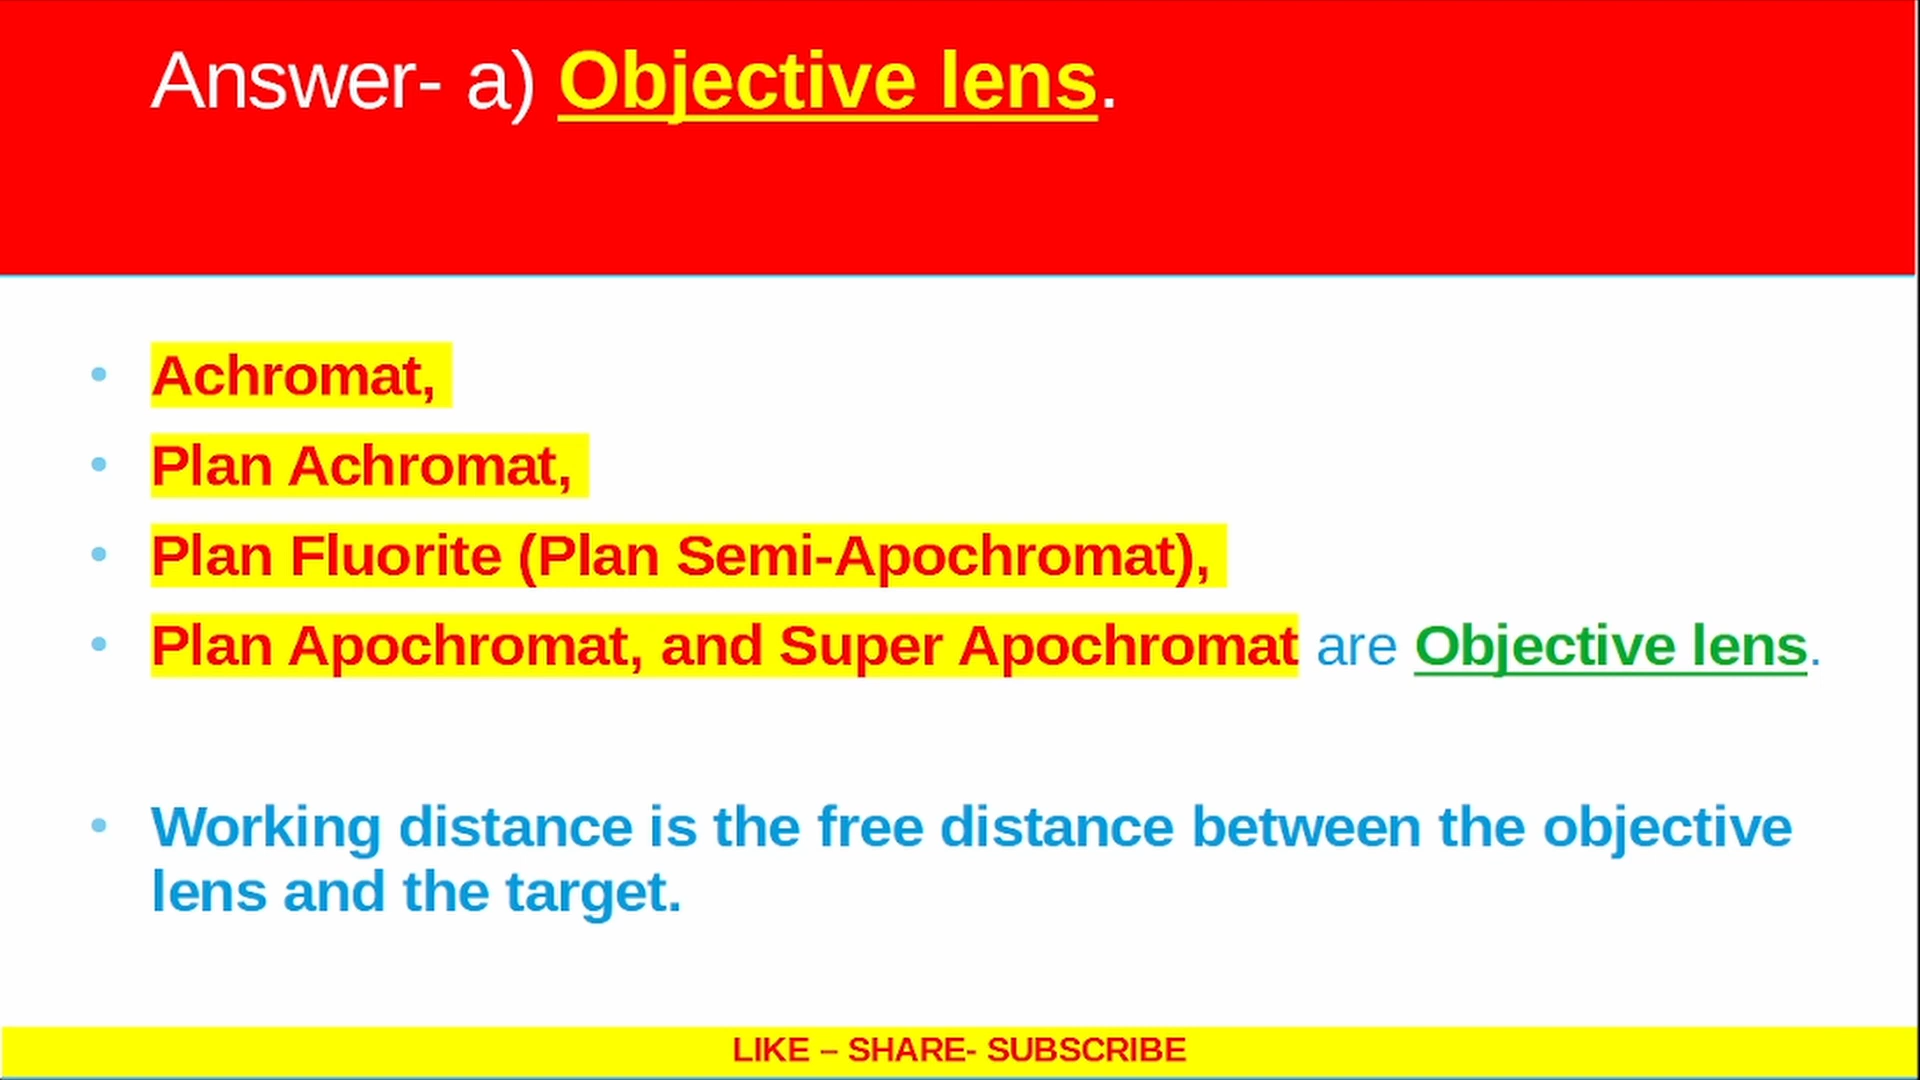 Answer- a) Objective lens.
• Achromat,
• Plan Achromat,
• Plan Fluorite (Plan Semi-Apochromat),
• Plan Apochromat, and Super Apochromat are Objective lens.
• Working distance is the free distance between the objective
lens and the target.
LIKE – SHARE- SUBSCRIBE